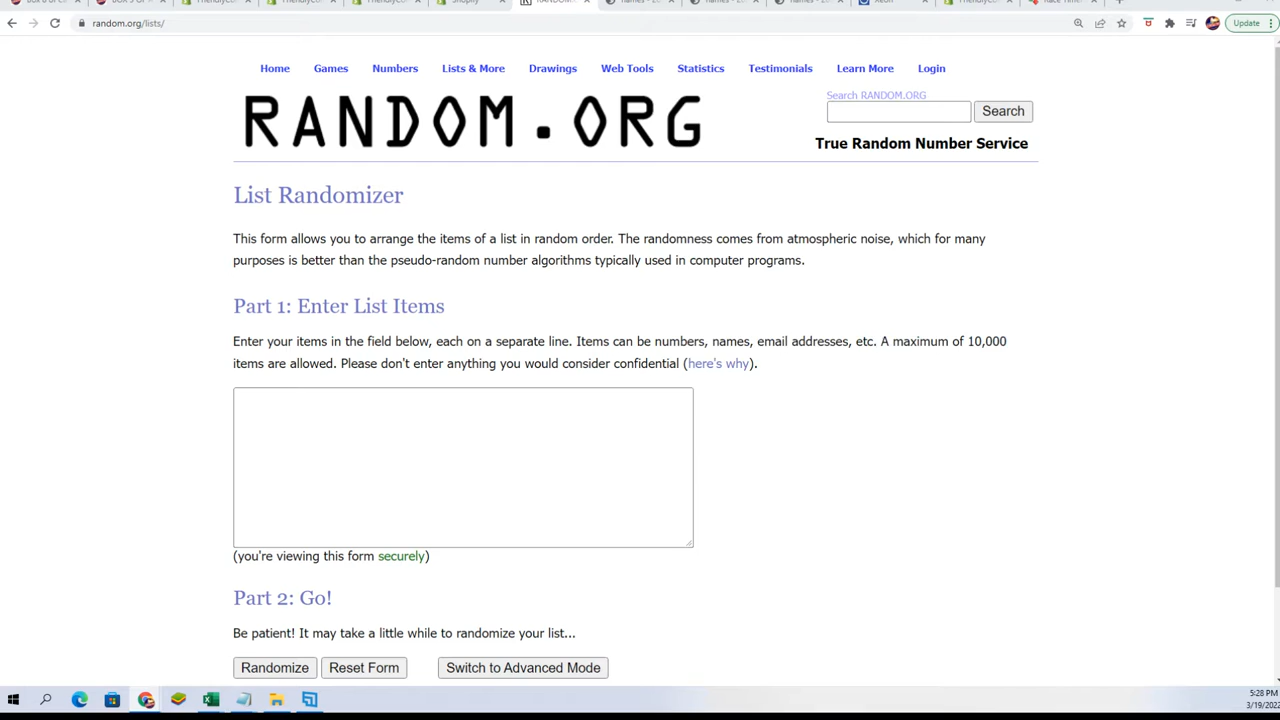 Shopify
RANDOM.
random.org/lists/
Update
Home Games Numbers Lists & More Drawings Web Tools Statistics Testimonials Learn More Login
RANDOM.ORG
Search RANDOM.ORG
Search
True Random Number Service
List Randomizer
This form allows you to arrange the items of a list in random order. The randomness comes from atmospheric noise, which for many
purposes is better than the pseudo-random number algorithms typically used in computer programs.
Part 1: Enter List Items
Enter your items in the field below, each on a separate line. Items can be numbers, names, email addresses, etc. A maximum of 10,000
items are allowed. Please don't enter anything you would consider confidential (here's why).
(you're viewing this form securely)
Part 2: Go!
Be patient! It may take a little while to randomize your list...
Randomize Reset Form Switch to Advanced Mode
5:28 PM